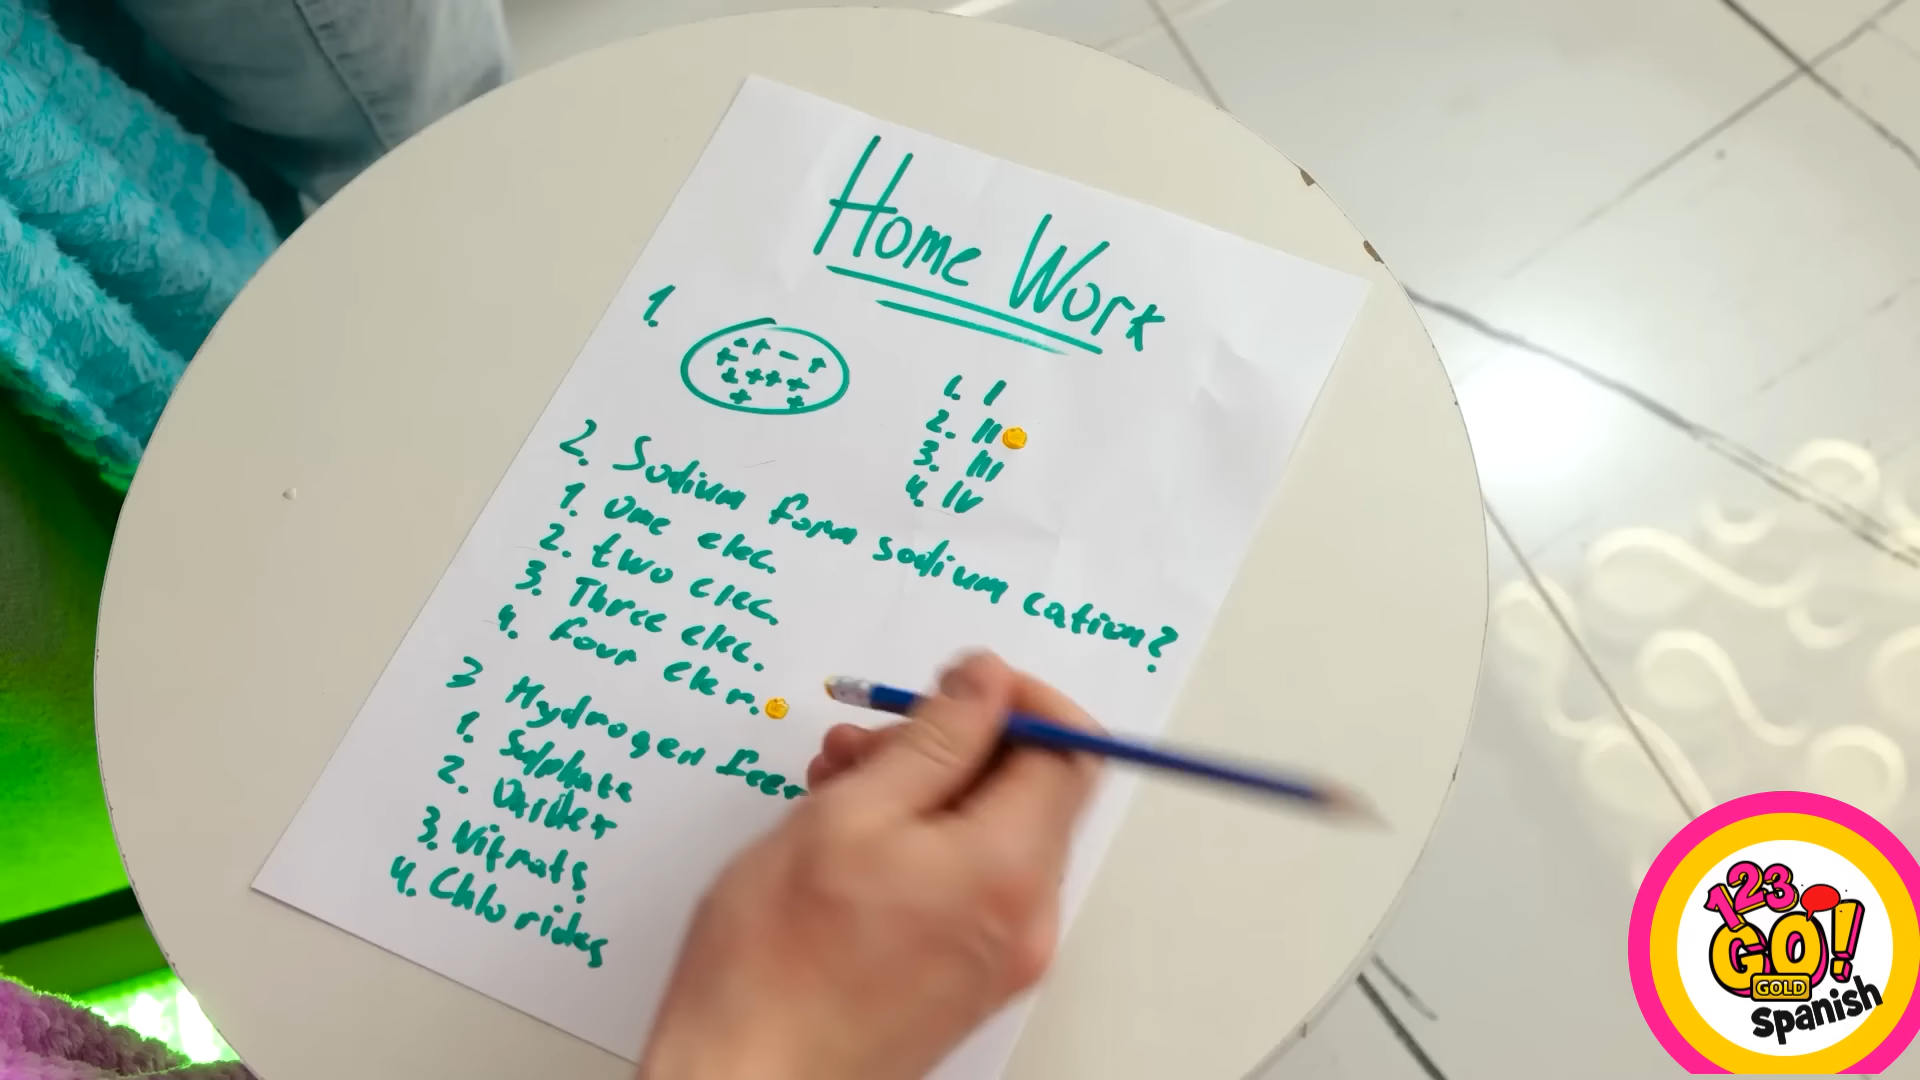 Home Work
1.
1. I
2. II
3. III
4. IV
2. Sodium form sodium cation?
1. One elec.
2. two elec.
3. Three elec.
4. four
3 Hydrogen
1. Sulphate
2.
3. Nitrats
4. Chlorides
123
GO!
GOLD
Spanish